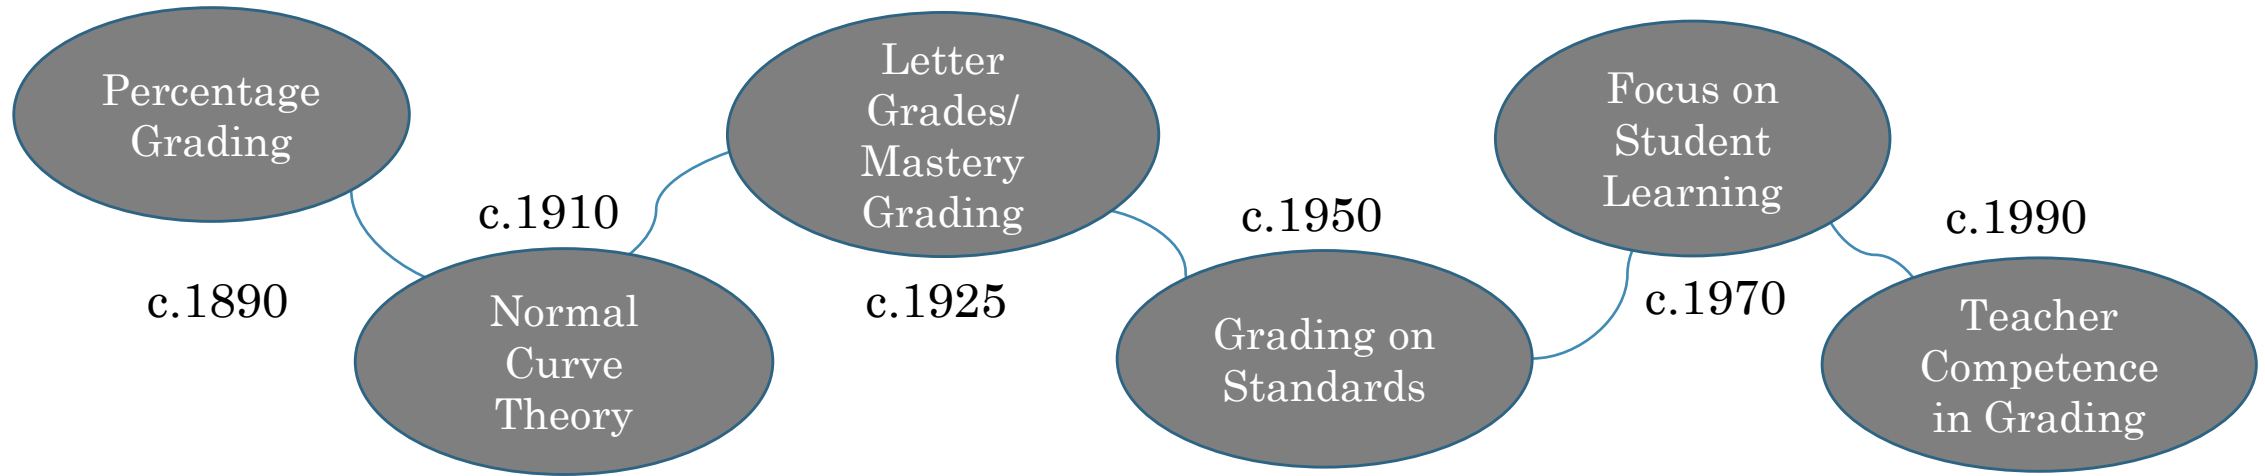 Percentage
Grading
c.1890
c.1910
Normal
Curve
Theory
Letter
Grades/
Mastery
Grading
c.1925
c.1950
Grading on
Standards
Focus on
Student
Learning
c.1970
c.1990
Teacher
Competence
in Grading